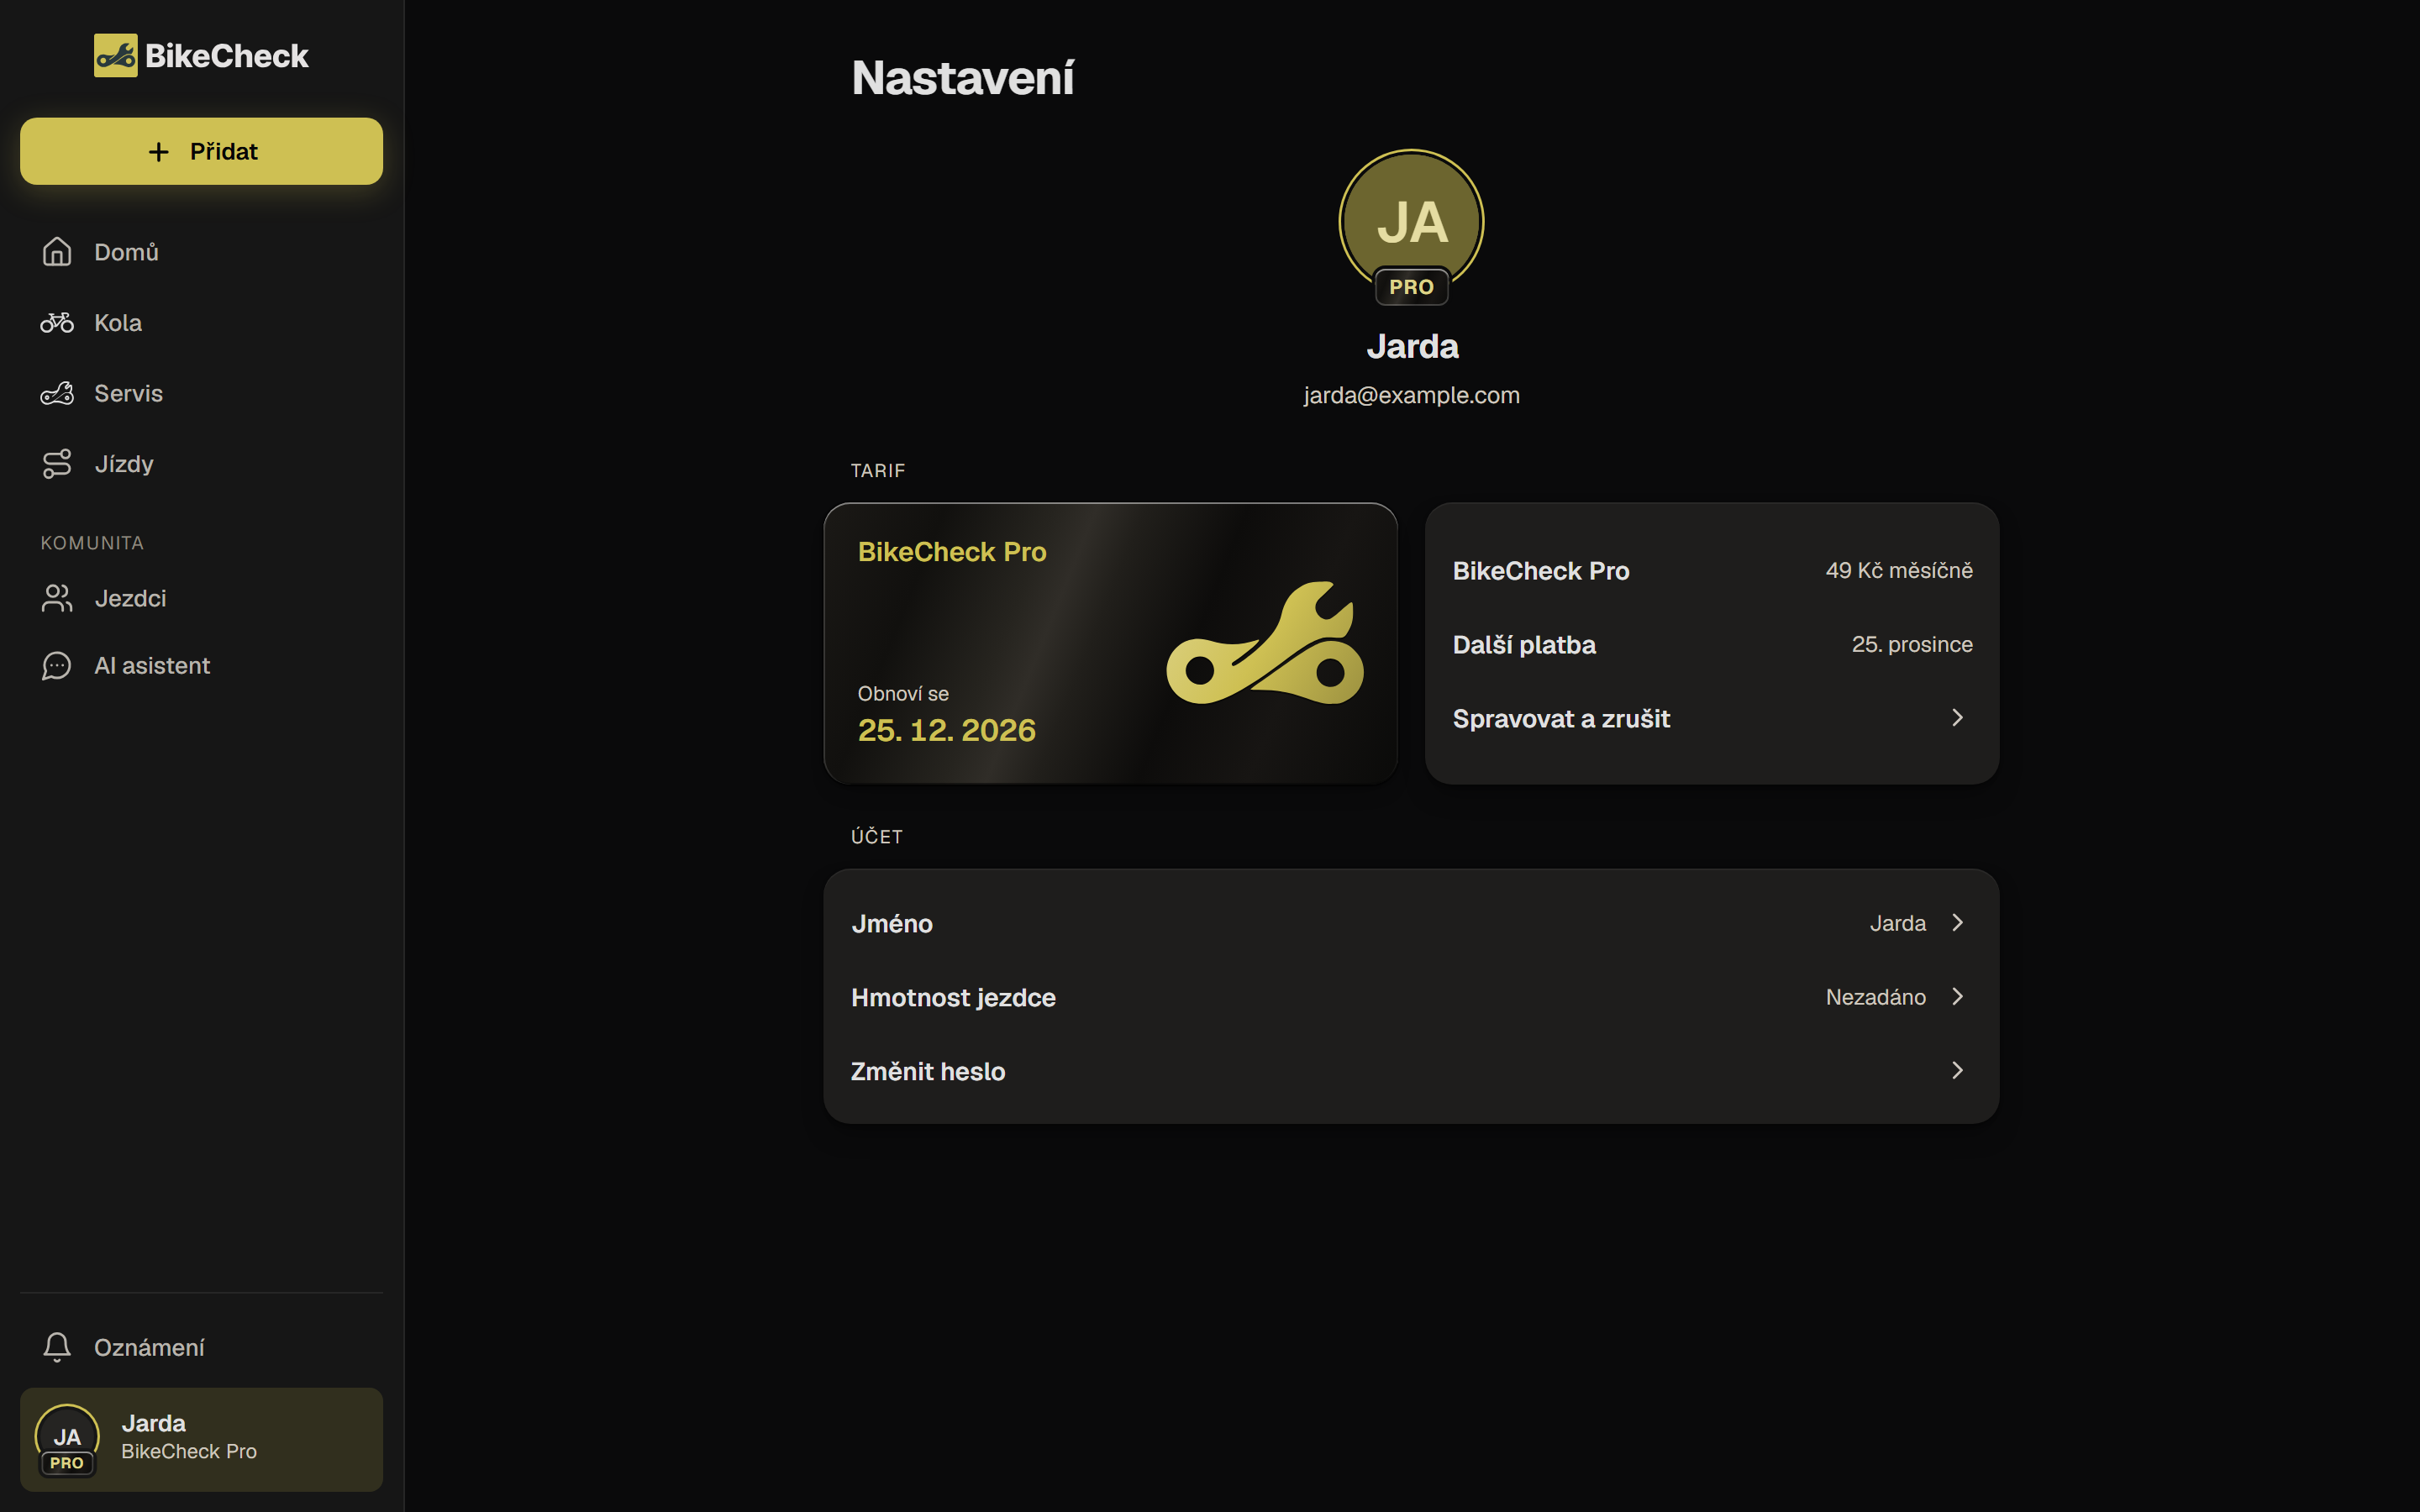 BikeCheck
Přidat
Domů
Kola
Servis
Jízdy
KOMUNITA
Jezdci
AI asistent
Oznámení
JA
PRO
Jarda
BikeCheck Pro
Nastavení
JA
PRO
Jarda
jarda@example.com
TARIF
BikeCheck Pro
Obnoví se
25. 12. 2026
BikeCheck Pro 49 Kč měsíčně
Další platba 25. prosince
Spravovat a zrušit
ÚČET
Jméno Jarda
Hmotnost jezdce Nezadáno
Změnit heslo